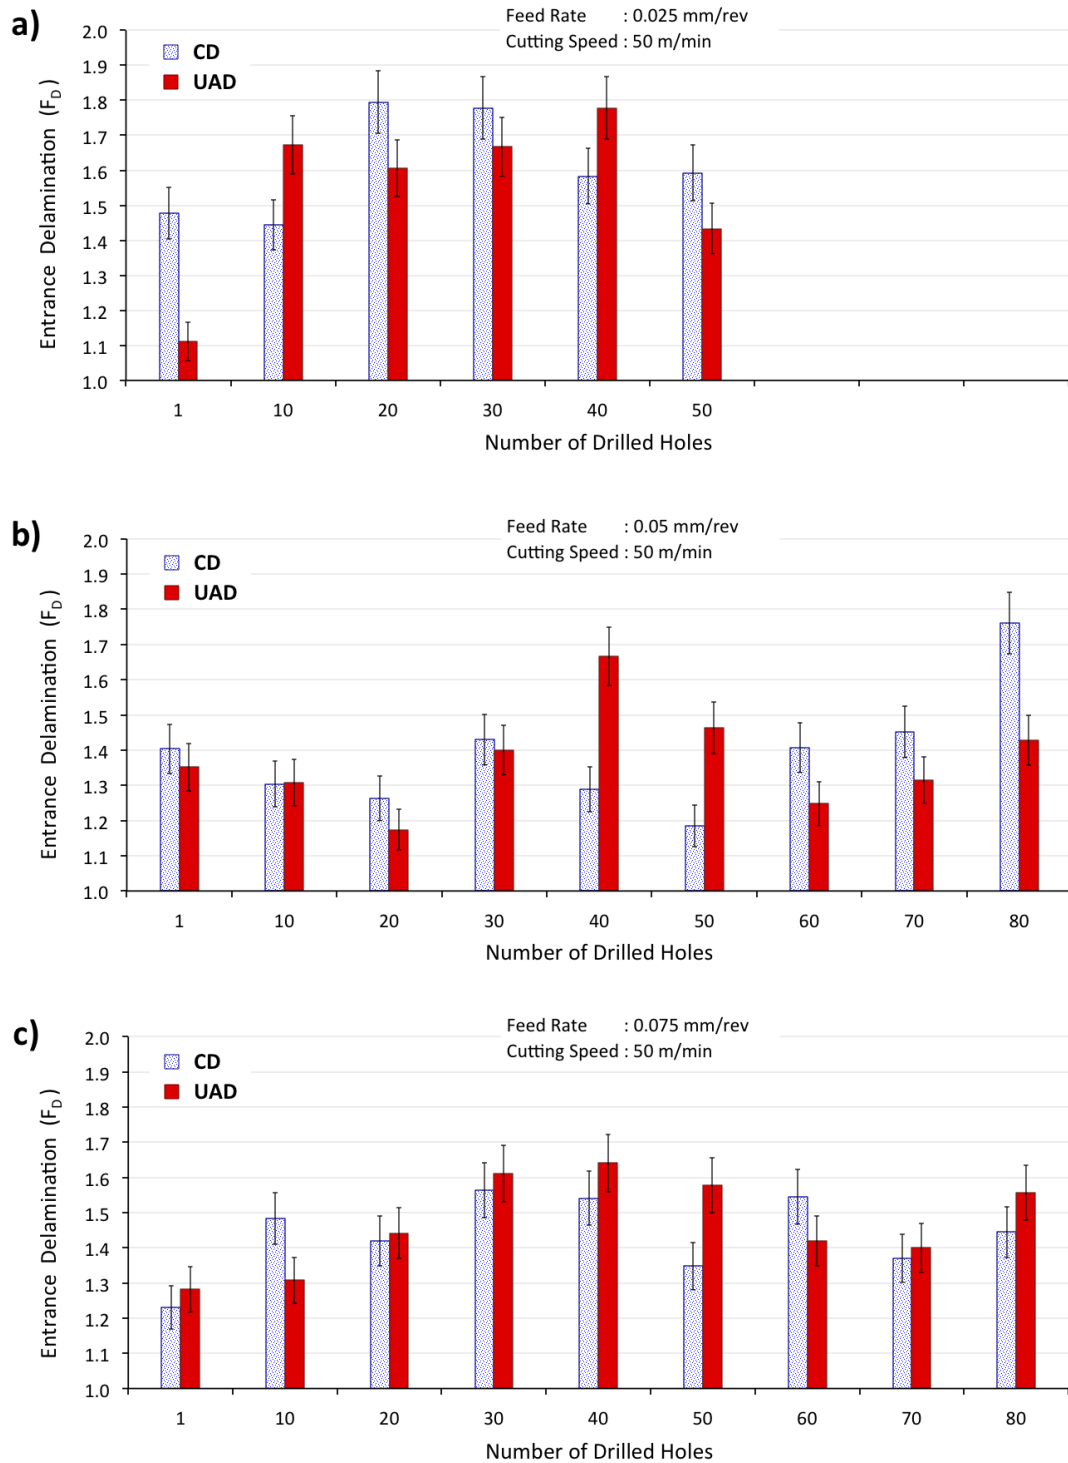 a)
Feed Rate : 0.025 mm/rev
Cutting Speed : 50 m/min
CD
UAD
Entrance Delamination (F_D)
2.0
1.9
1.8
1.7
1.6
1.5
1.4
1.3
1.2
1.1
1.0
1 10 20 30 40 50
Number of Drilled Holes
b)
Feed Rate : 0.05 mm/rev
Cutting Speed : 50 m/min
CD
UAD
Entrance Delamination (F_D)
2.0
1.9
1.8
1.7
1.6
1.5
1.4
1.3
1.2
1.1
1.0
1 10 20 30 40 50 60 70 80
Number of Drilled Holes
c)
Feed Rate : 0.075 mm/rev
Cutting Speed : 50 m/min
CD
UAD
Entrance Delamination (F_D)
2.0
1.9
1.8
1.7
1.6
1.5
1.4
1.3
1.2
1.1
1.0
1 10 20 30 40 50 60 70 80
Number of Drilled Holes